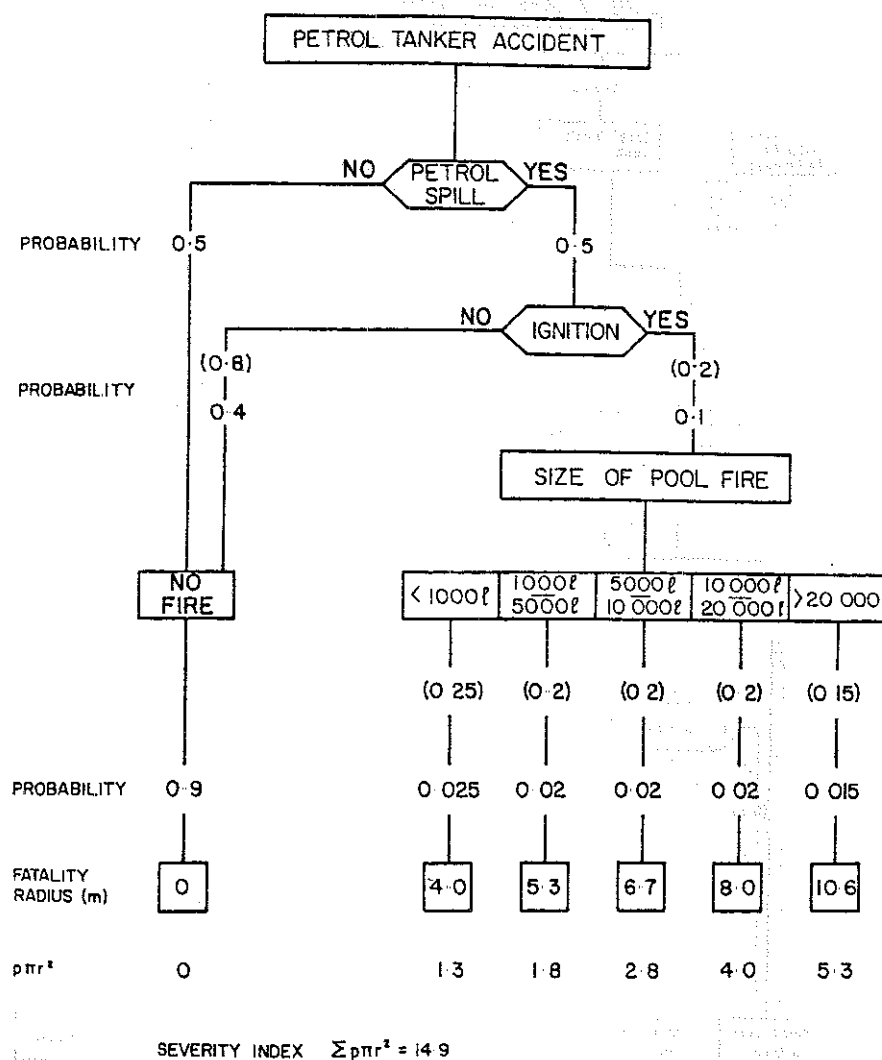 PETROL TANKER ACCIDENT
NO PETROL YES
SPILL
PROBABILITY 0·5 0·5
NO IGNITION YES
(0·8) (0·2)
PROBABILITY
0·4 0·1
SIZE OF POOL FIRE
NO
FIRE
< 1000ℓ
1000ℓ
—
5000ℓ
5000ℓ
—
10 000ℓ
10 000ℓ
—
20 000ℓ
>20 000
(0·25) (0·2) (0·2) (0·2) (0·15)
PROBABILITY 0·9 0·025 0·02 0·02 0·02 0·015
FATALITY
RADIUS (m) 0 4·0 5·3 6·7 8·0 10·6
pπr² 0 1·3 1·8 2·8 4·0 5·3
SEVERITY INDEX Σpπr² = 14·9